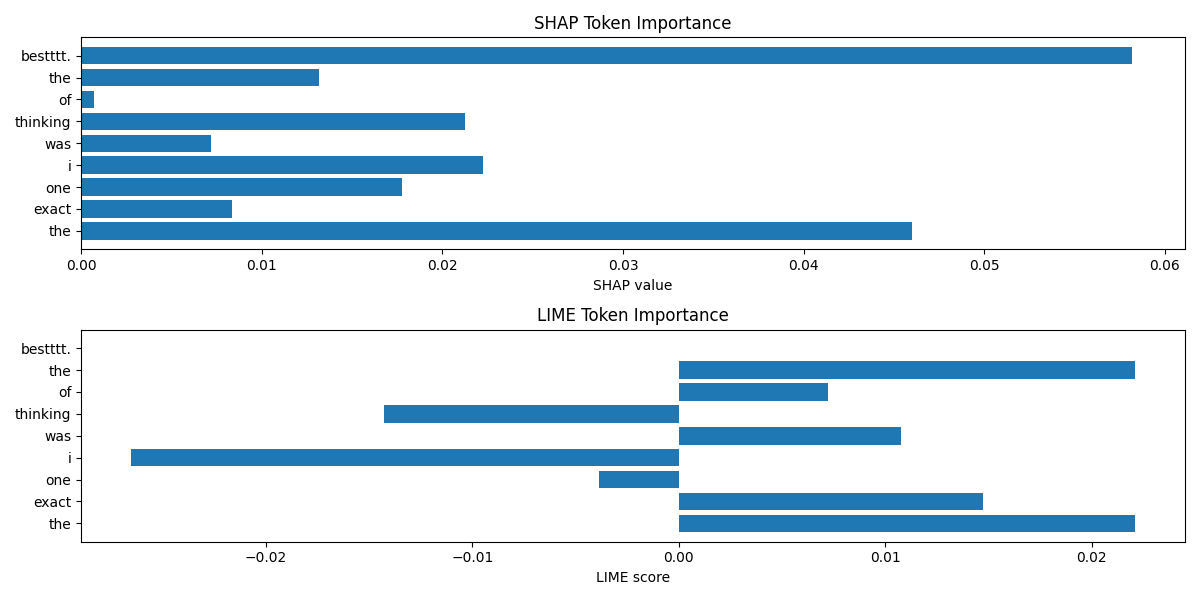 SHAP Token Importance
bestttt.
the
of
thinking
was
i
one
exact
the
0.00 0.01 0.02 0.03 0.04 0.05 0.06
SHAP value
LIME Token Importance
bestttt.
the
of
thinking
was
i
one
exact
the
−0.02 −0.01 0.00 0.01 0.02
LIME score